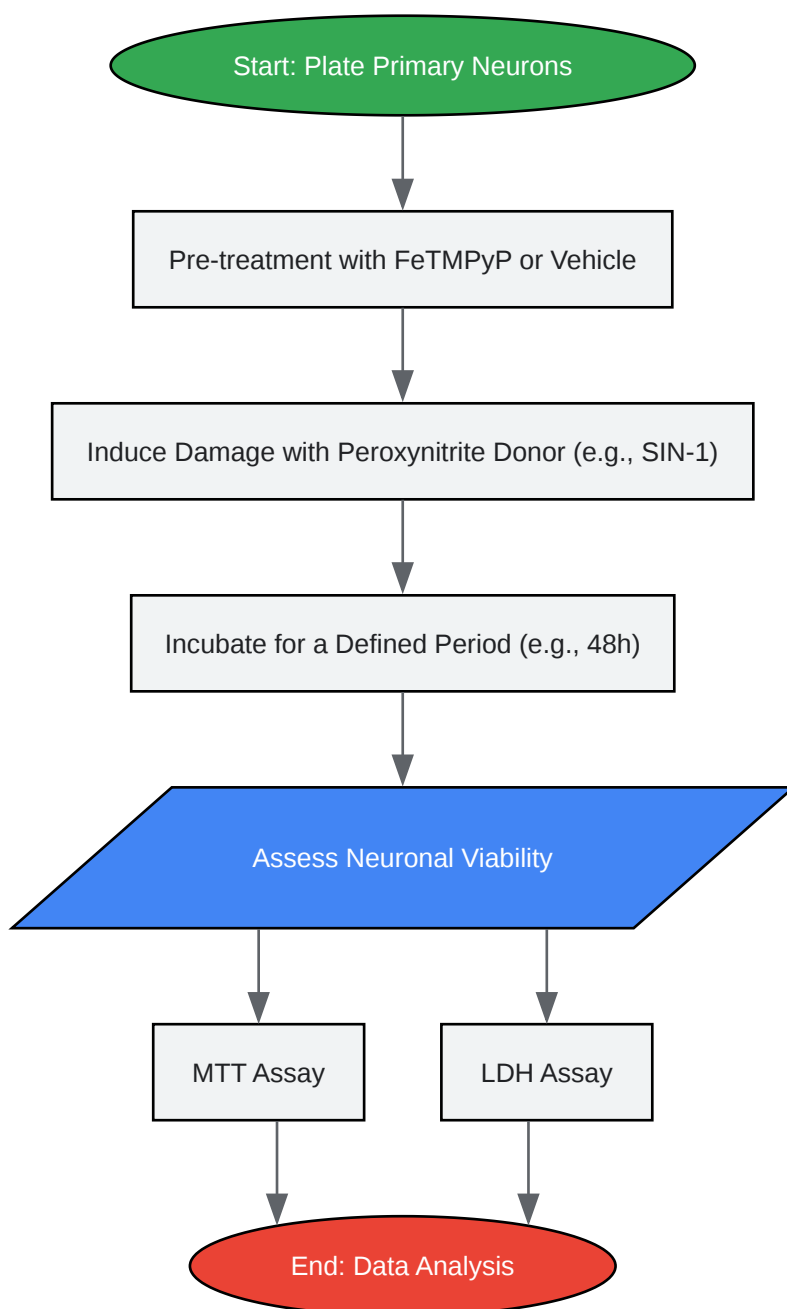 Start: Plate Primary Neurons
Pre-treatment with FeTMPyP or Vehicle
Induce Damage with Peroxynitrite Donor (e.g., SIN-1)
Incubate for a Defined Period (e.g., 48h)
Assess Neuronal Viability
MTT Assay
LDH Assay
End: Data Analysis